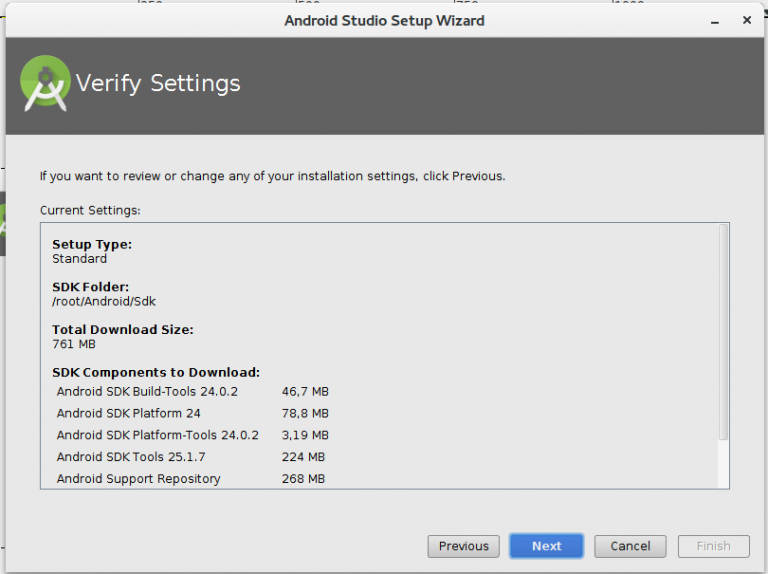 Android Studio Setup Wizard
Verify Settings
If you want to review or change any of your installation settings, click Previous.
Current Settings:
Setup Type:
Standard
SDK Folder:
/root/Android/Sdk
Total Download Size:
761 MB
SDK Components to Download:
Android SDK Build-Tools 24.0.2 46,7 MB
Android SDK Platform 24 78,8 MB
Android SDK Platform-Tools 24.0.2 3,19 MB
Android SDK Tools 25.1.7 224 MB
Android Support Repository 268 MB
Previous Next Cancel Finish